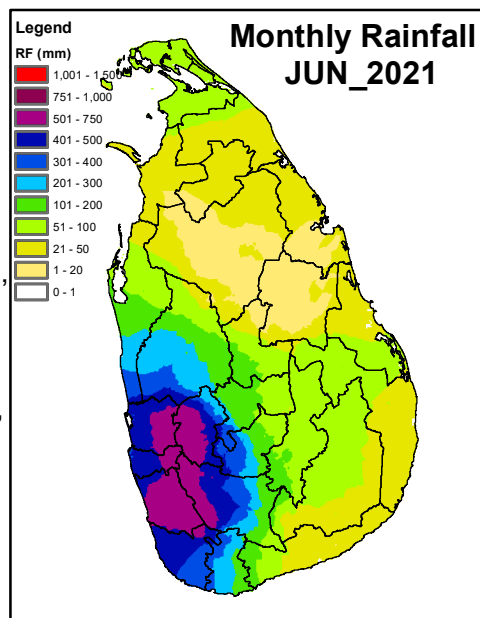 Legend
RF (mm)
1,001 - 1,500
751 - 1,000
501 - 750
401 - 500
301 - 400
201 - 300
101 - 200
51 - 100
21 - 50
1 - 20
0 - 1
Monthly Rainfall
JUN_2021
,
,